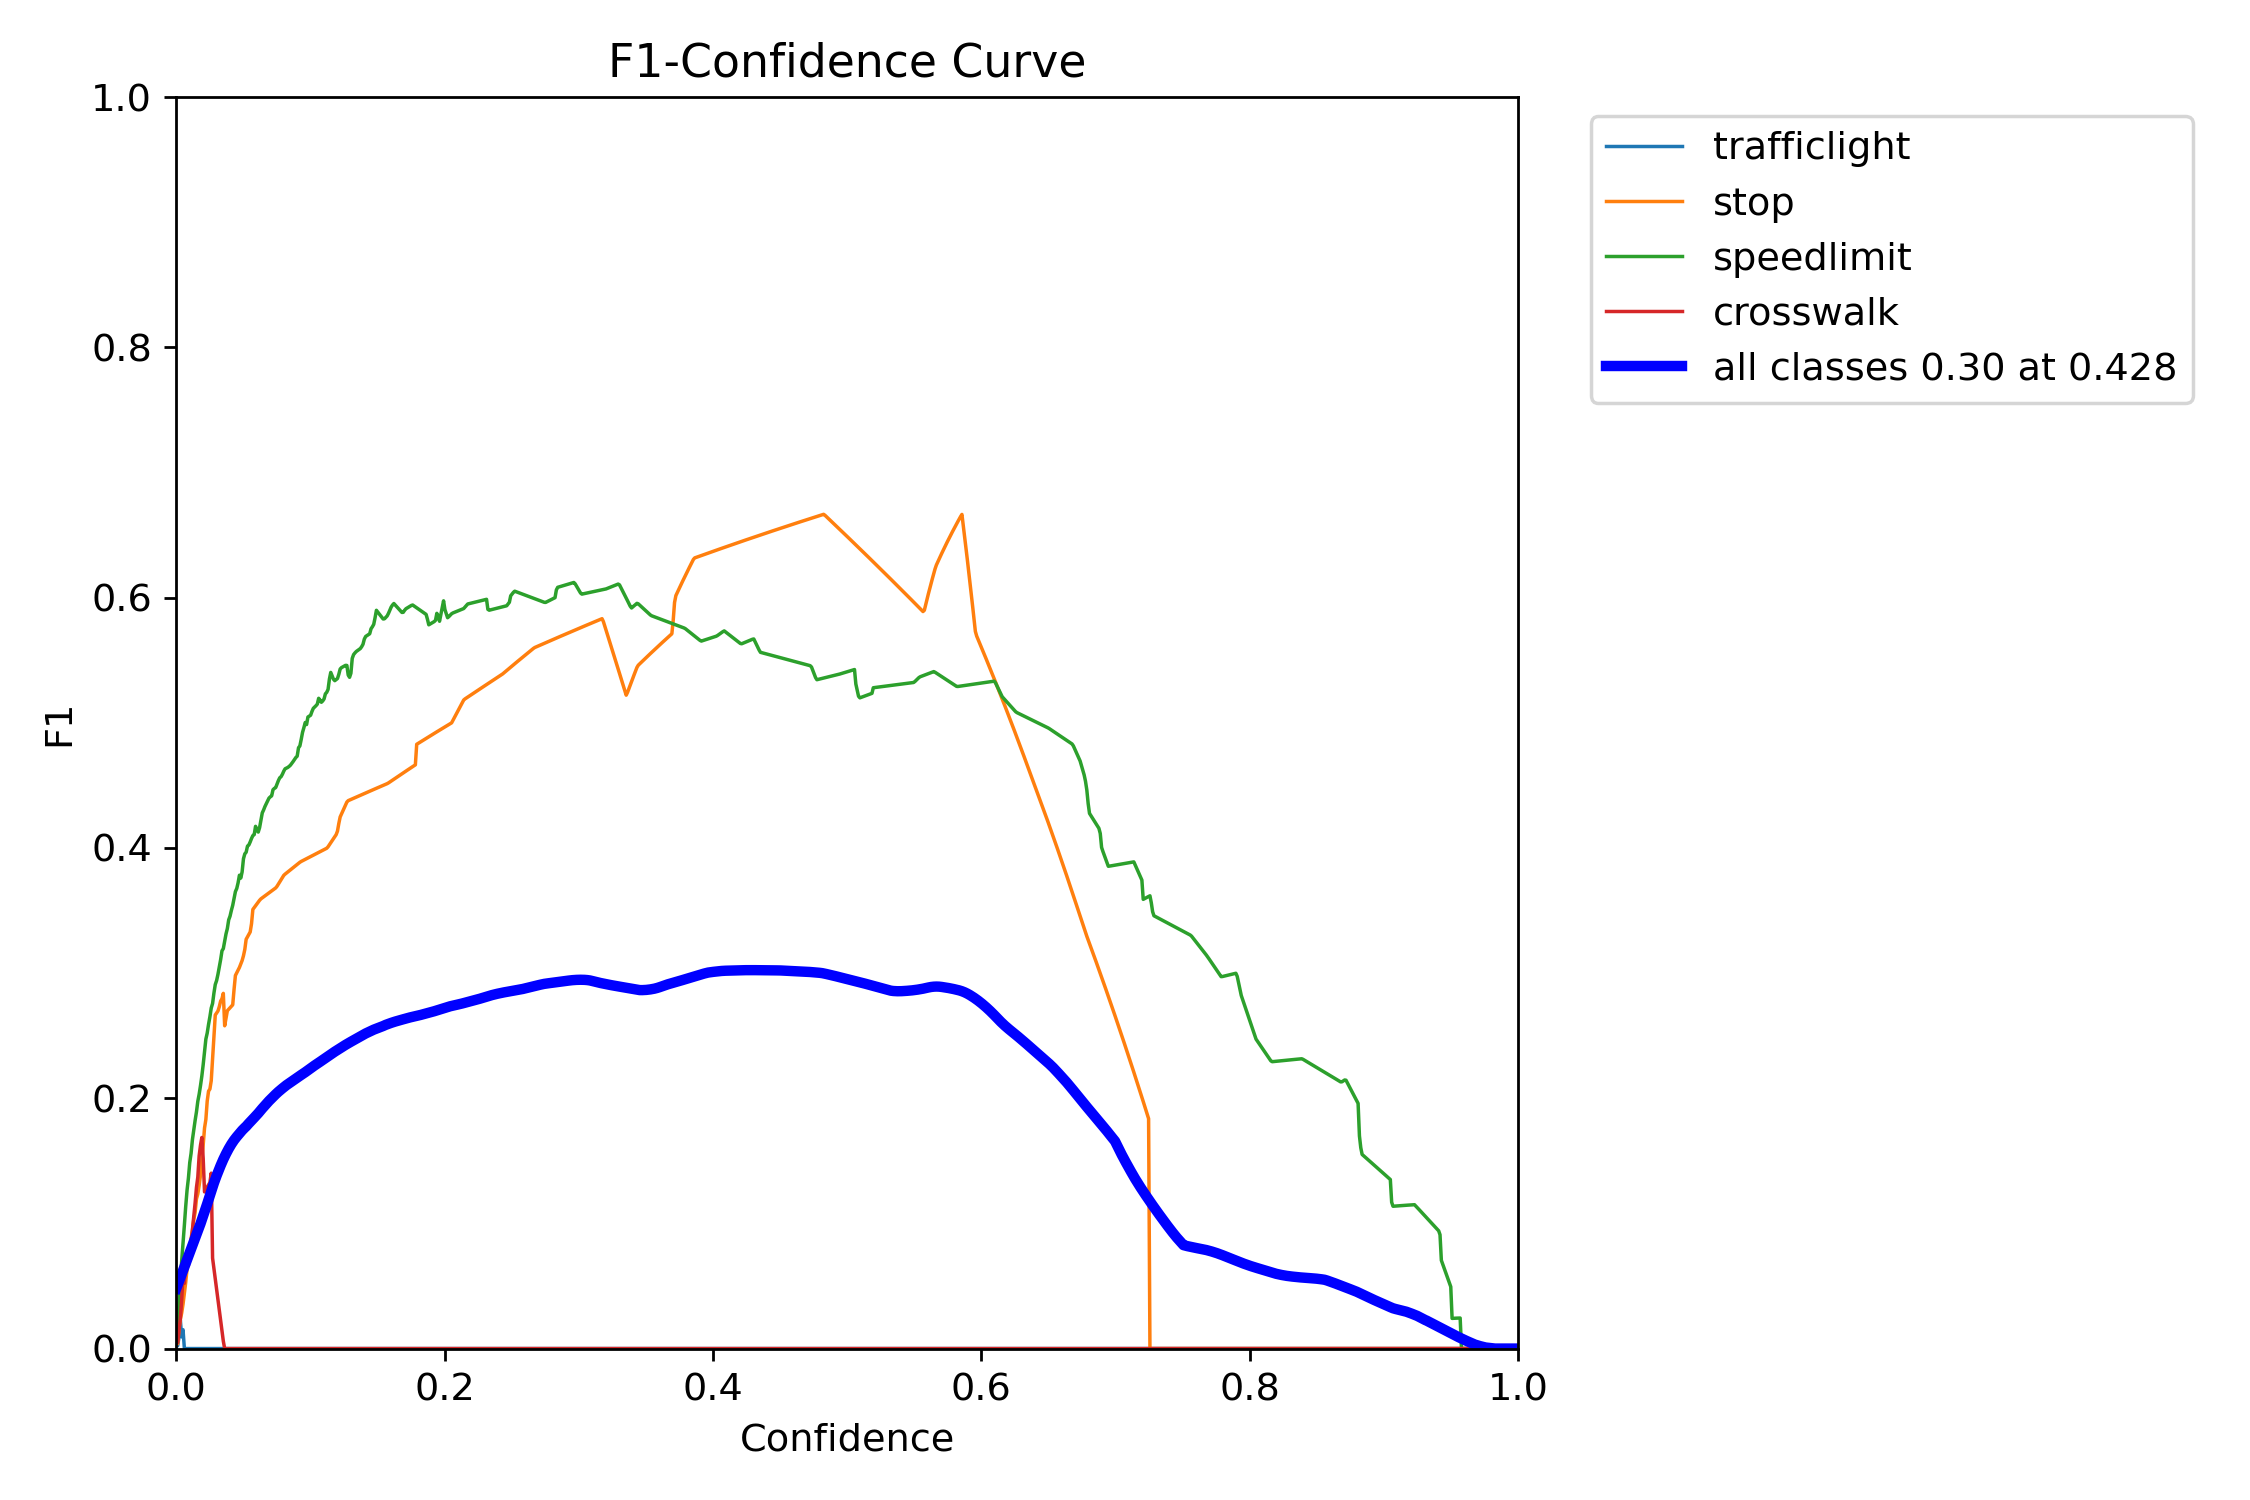 F1-Confidence Curve
1.0
0.8
0.6
0.4
0.2
0.0
F1
0.0 0.2 0.4 0.6 0.8 1.0
Confidence
trafficlight
stop
speedlimit
crosswalk
all classes 0.30 at 0.428